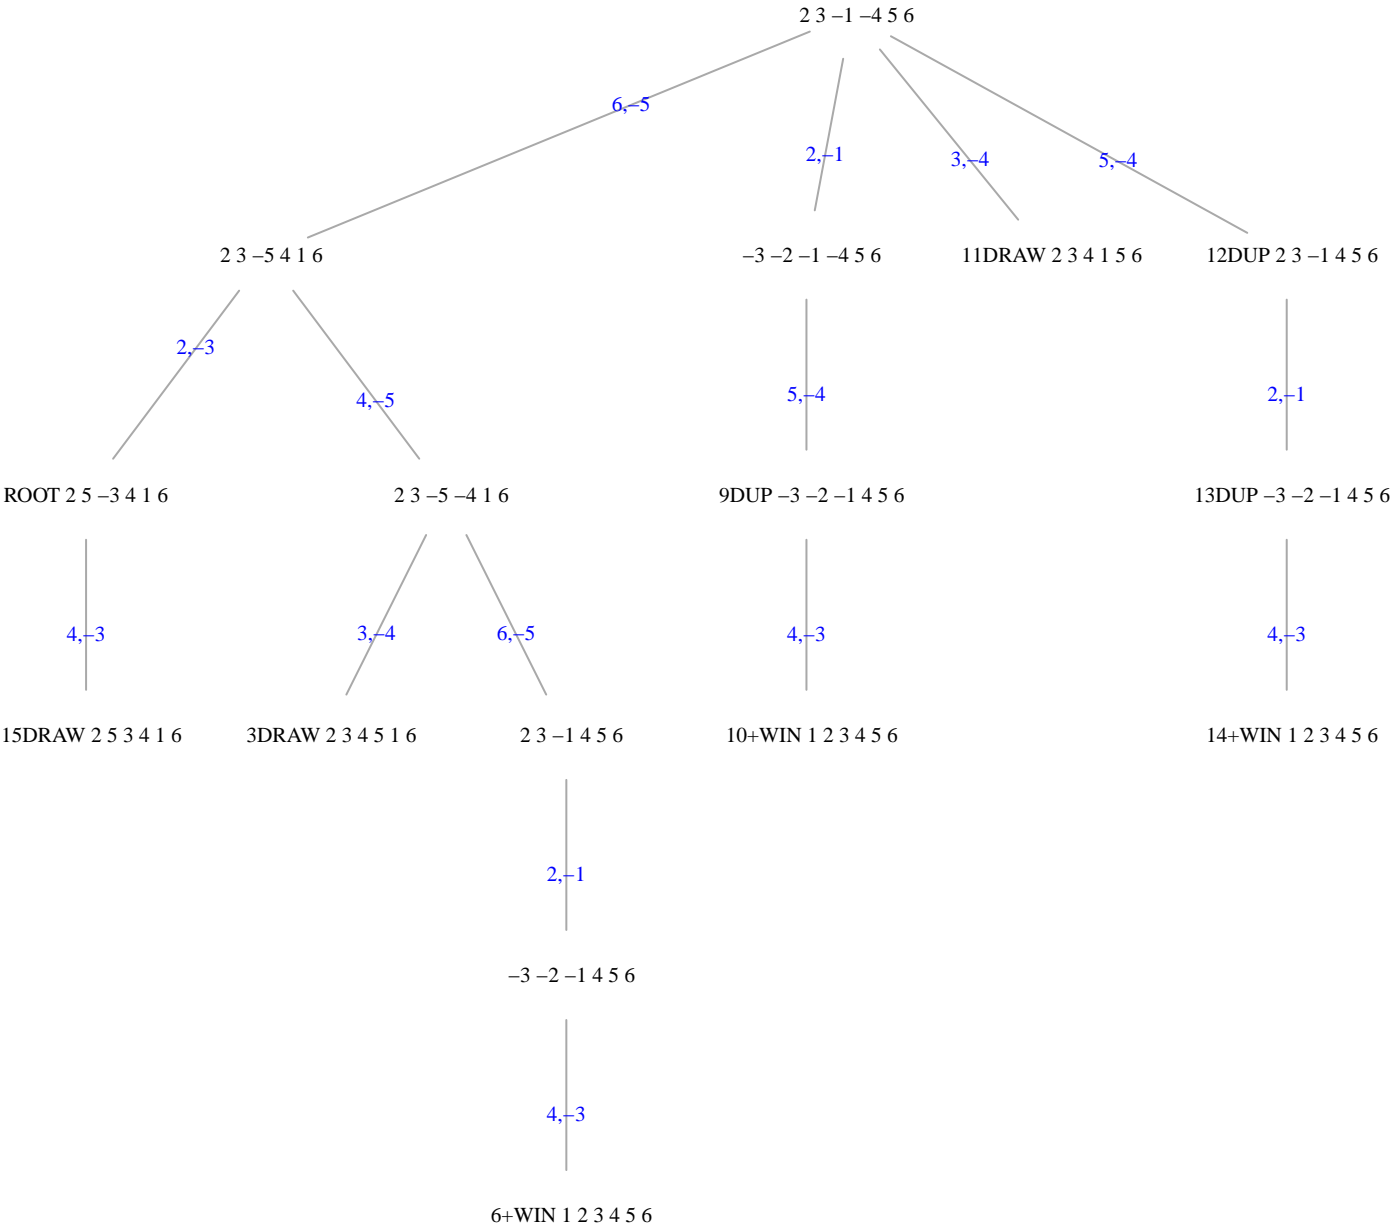 2 3 –1 –4 5 6
6,–5
2,–1
3,–4
5,–4
2 3 –5 4 1 6
–3 –2 –1 –4 5 6
11DRAW 2 3 4 1 5 6
12DUP 2 3 –1 4 5 6
2,–3
4,–5
5,–4
2,–1
ROOT 2 5 –3 4 1 6
2 3 –5 –4 1 6
9DUP –3 –2 –1 4 5 6
13DUP –3 –2 –1 4 5 6
4,–3
3,–4
6,–5
4,–3
4,–3
15DRAW 2 5 3 4 1 6
3DRAW 2 3 4 5 1 6
2 3 –1 4 5 6
10+WIN 1 2 3 4 5 6
14+WIN 1 2 3 4 5 6
2,–1
–3 –2 –1 4 5 6
4,–3
6+WIN 1 2 3 4 5 6